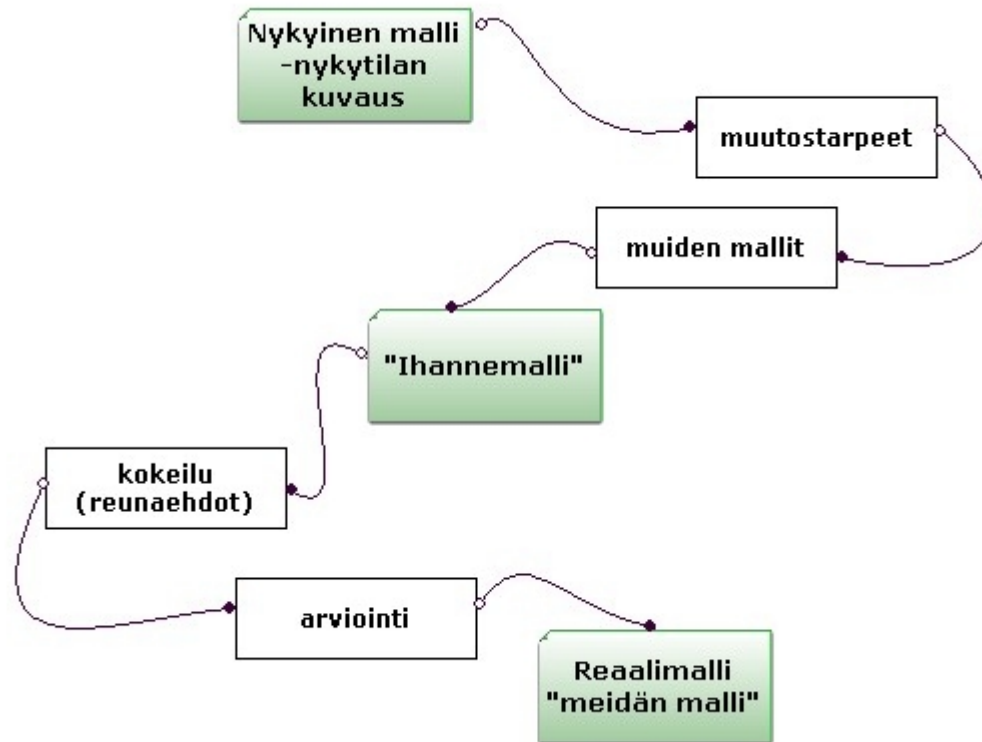 Nykyinen malli
-nykytilan
kuvaus
muutostarpeet
muiden mallit
"Ihannemalli"
kokeilu
(reunaehdot)
arviointi
Reaalimalli
"meidän malli"